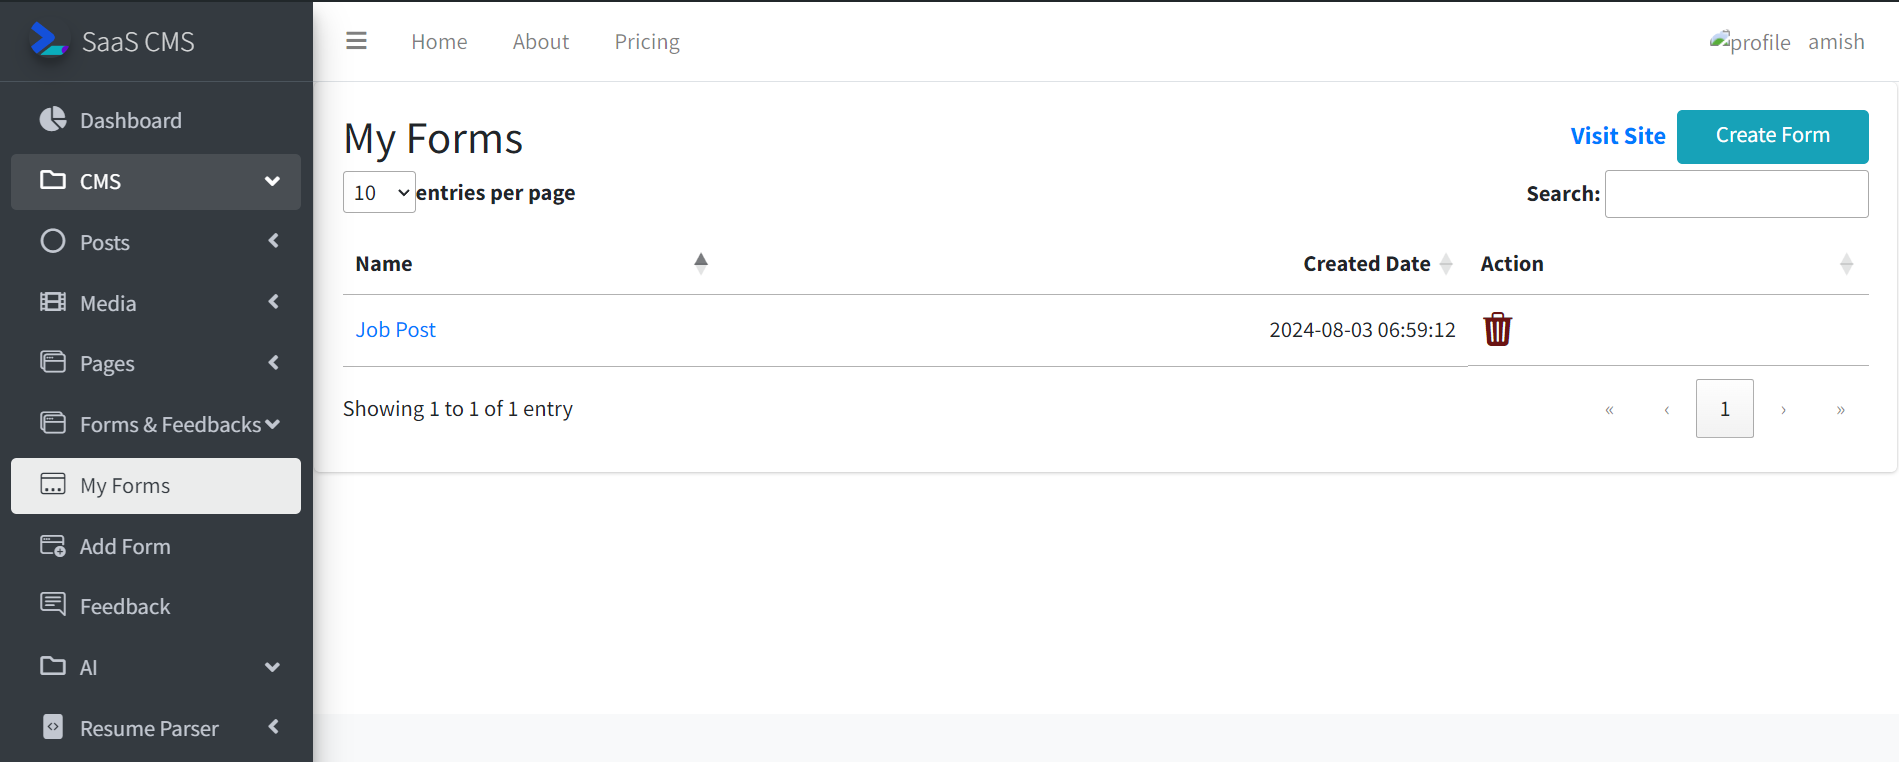 SaaS CMS
Home About Pricing
profile amish
Dashboard
CMS
Posts
Media
Pages
Forms & Feedbacks
My Forms
Add Form
Feedback
AI
Resume Parser
My Forms
Visit Site Create Form
10 entries per page
Search:
Name Created Date Action
Job Post 2024-08-03 06:59:12
Showing 1 to 1 of 1 entry
« ‹ 1 › »